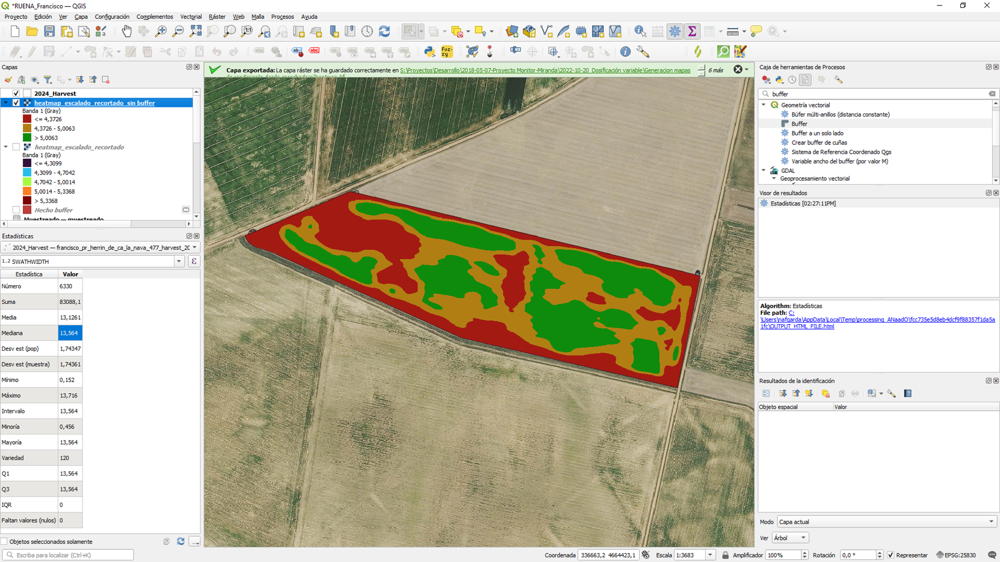 *RUENA_Francisco — QGIS
Proyecto Edición Ver Capa Configuración Complementos Vectorial Ráster Web Malla Procesos Ayuda
Capas
2024_Harvest
heatmap_escalado_recortado_sin buffer
Banda 1 (Gray)
<= 4,3726
4,3726 - 5,0063
> 5,0063
heatmap_escalado_recortado
Banda 1 (Gray)
<= 4,3099
4,3099 - 4,7042
4,7042 - 5,0014
5,0014 - 5,3368
> 5,3368
Hecho buffer
Muestreado — muestreado
Estadísticas
2024_Harvest — francisco_pr_herrin_de_ca_la_nava_477_harvest_20
1.2 SWATHWIDTH
Estadística Valor
Número 6330
Suma 83088,1
Media 13,1261
Mediana 13,564
Desv est (pop) 1,74347
Desv est (muestra) 1,74361
Mínimo 0,152
Máximo 13,716
Intervalo 13,564
Minoría 0,456
Mayoría 13,564
Variedad 120
Q1 13,564
Q3 13,564
IQR 0
Faltan valores (nulos) 0
Objetos seleccionados solamente
Escriba para localizar (Ctrl+K)
Capa exportada: La capa ráster se ha guardado correctamente en S:\Proyectos\Desarrollo\2018-05-07-Proyecto Monitor-Miranda\2022-10-20_Dosificación variable\Generacion mapas
6 más
Caja de herramientas de Procesos
buffer
Geometría vectorial
Búfer múlti-anillos (distancia constante)
Buffer
Buffer a un solo lado
Crear buffer de cuñas
Sistema de Referencia Coordenado Qgs
Variable ancho del buffer (por valor M)
GDAL
Geoprocesamiento vectorial
Visor de resultados
Estadísticas [02:27:11PM]
Algorithm: Estadísticas
File path: C:
\Users\nafgarda\AppData\Local\Temp\processing_ANaadO\fcc735e5d8eb4dcf9f88357f1da5a
1fc\OUTPUT_HTML_FILE.html
Resultados de la identificación
Objeto espacial Valor
Modo Capa actual
Ver Árbol
Coordenada 336663,2 4664423,1 Escala 1:3683 Amplificador 100% Rotación 0,0 ° Representar EPSG:25830